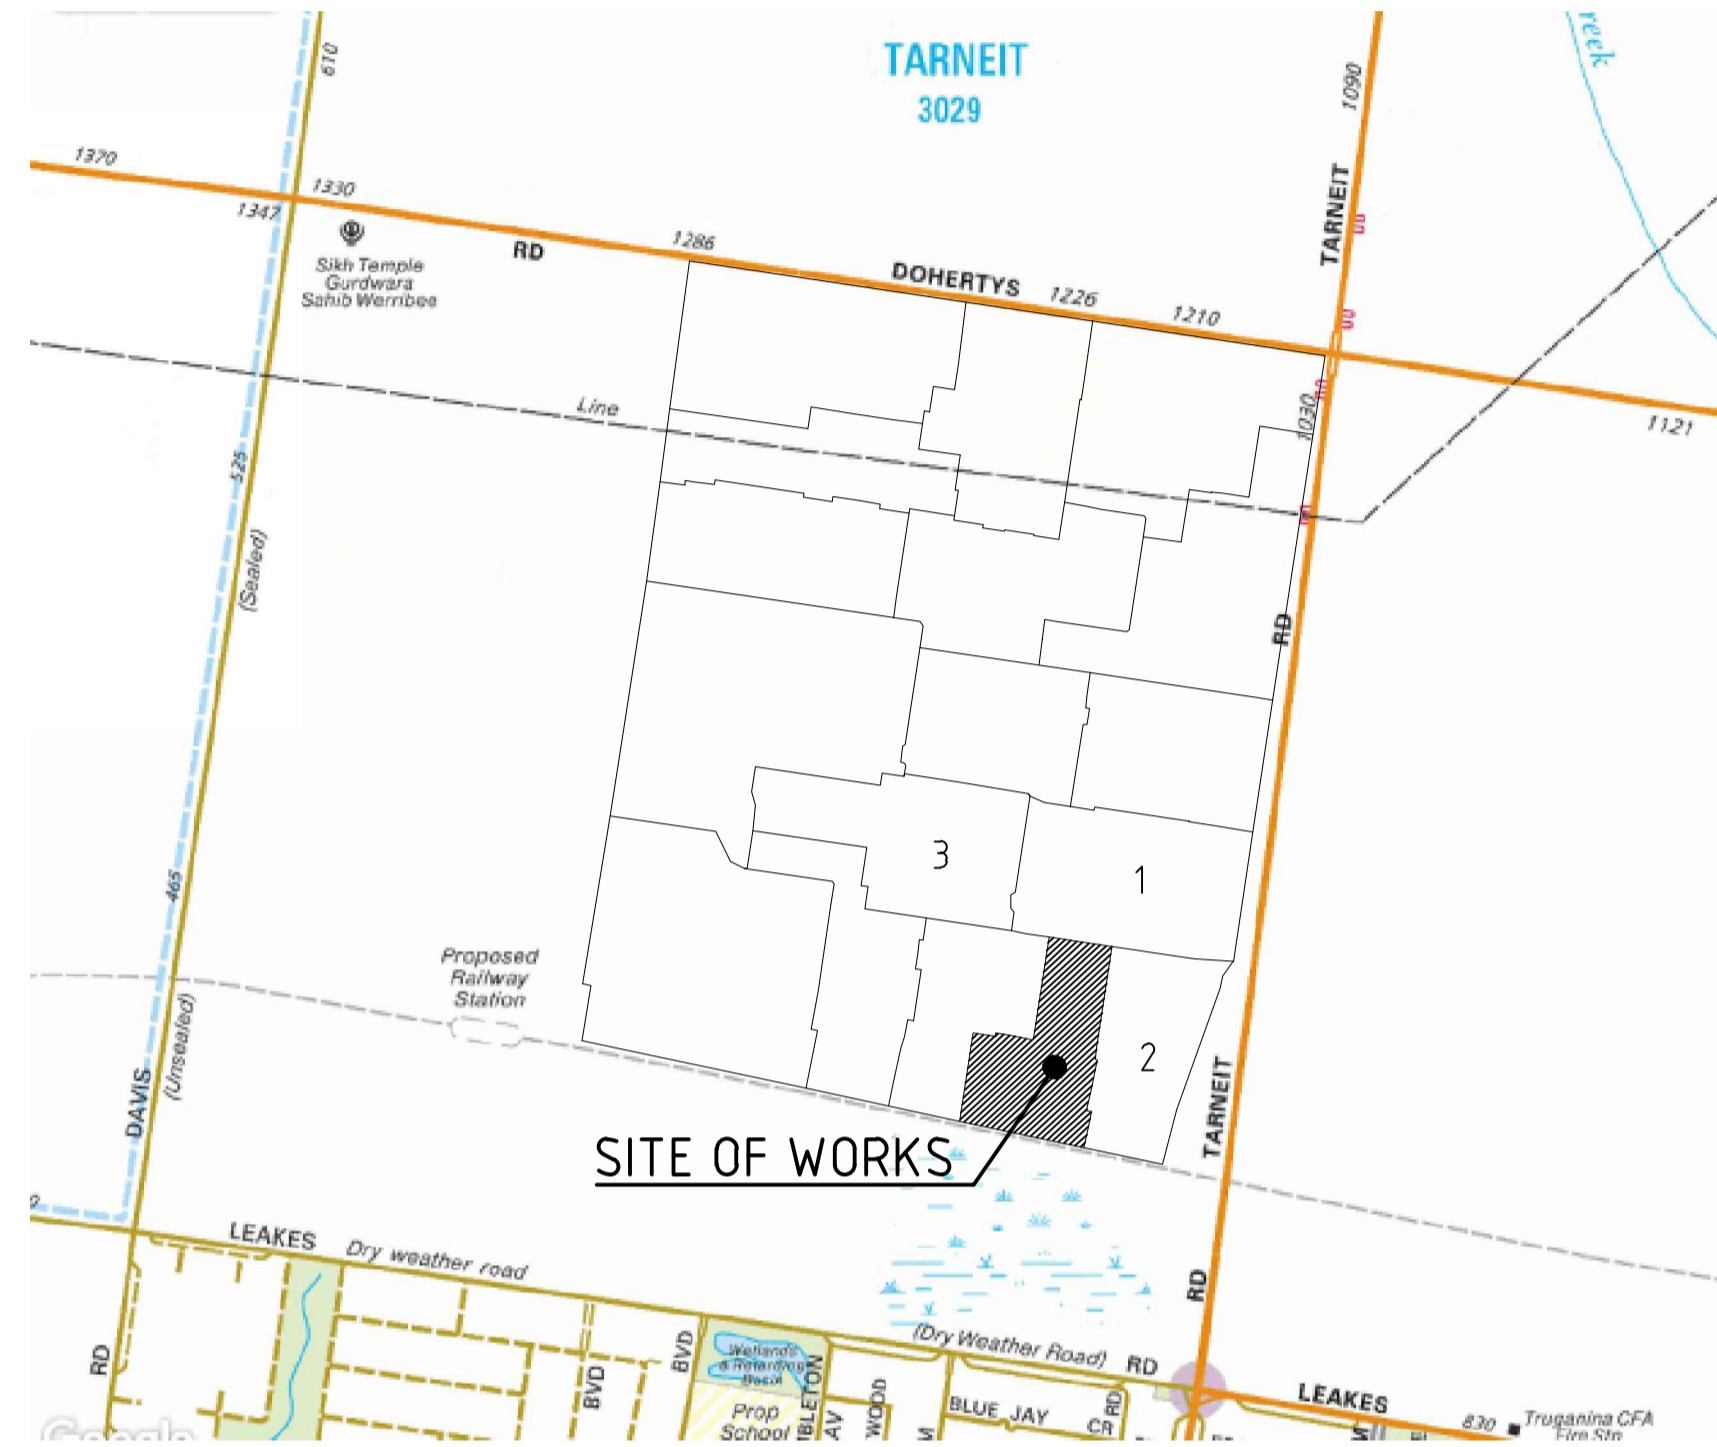 TARNEIT
3029
610
1090
reek
1370
1330
1347
Sikh Temple
Gurdwara
Sahib Werribee
RD
1286
DOHERTYS
1226
1210
TARNEIT
1030
1121
Line
525
(Sealed)
RD
3
1
465
Proposed
Railway
Station
2
(Unsealed)
DAVIS
TARNEIT
SITE OF WORKS
LEAKES
Dry weather road
RD
(Dry Weather Road)
RD
LEAKES
RD
BVD
BVD
Wetlands
& Retarding
Basin
Prop
School
BLETON
AV
WOOD
BLUE JAY
CR
RD
830
Truganina CFA
Fire Stn
Google